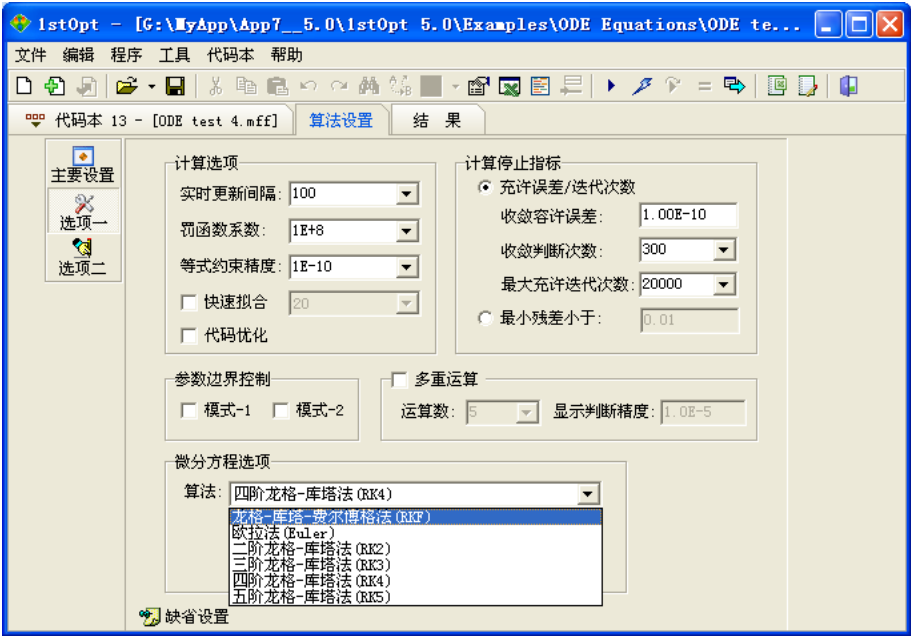 1stOpt - [G:\MyApp\App7__5.0\1stOpt 5.0\Examples\ODE Equations\ODE te...
文件 编辑 程序 工具 代码本 帮助
代码本 13 - [ODE test 4.mff] 算法设置 结 果
主要设置
选项一
选项二
计算选项
实时更新间隔: 100
罚函数系数: 1E+8
等式约束精度: 1E-10
快速拟合 20
代码优化
计算停止指标
充许误差/迭代次数
收敛容许误差: 1.00E-10
收敛判断次数: 300
最大充许迭代次数: 20000
最小残差小于: 0.01
参数边界控制
模式-1 模式-2
多重运算
运算数: 5 显示判断精度: 1.0E-5
微分方程选项
算法: 四阶龙格-库塔法(RK4)
龙格-库塔-费尔博格法(RKF)
欧拉法(Euler)
二阶龙格-库塔法(RK2)
三阶龙格-库塔法(RK3)
四阶龙格-库塔法(RK4)
五阶龙格-库塔法(RK5)
缺省设置